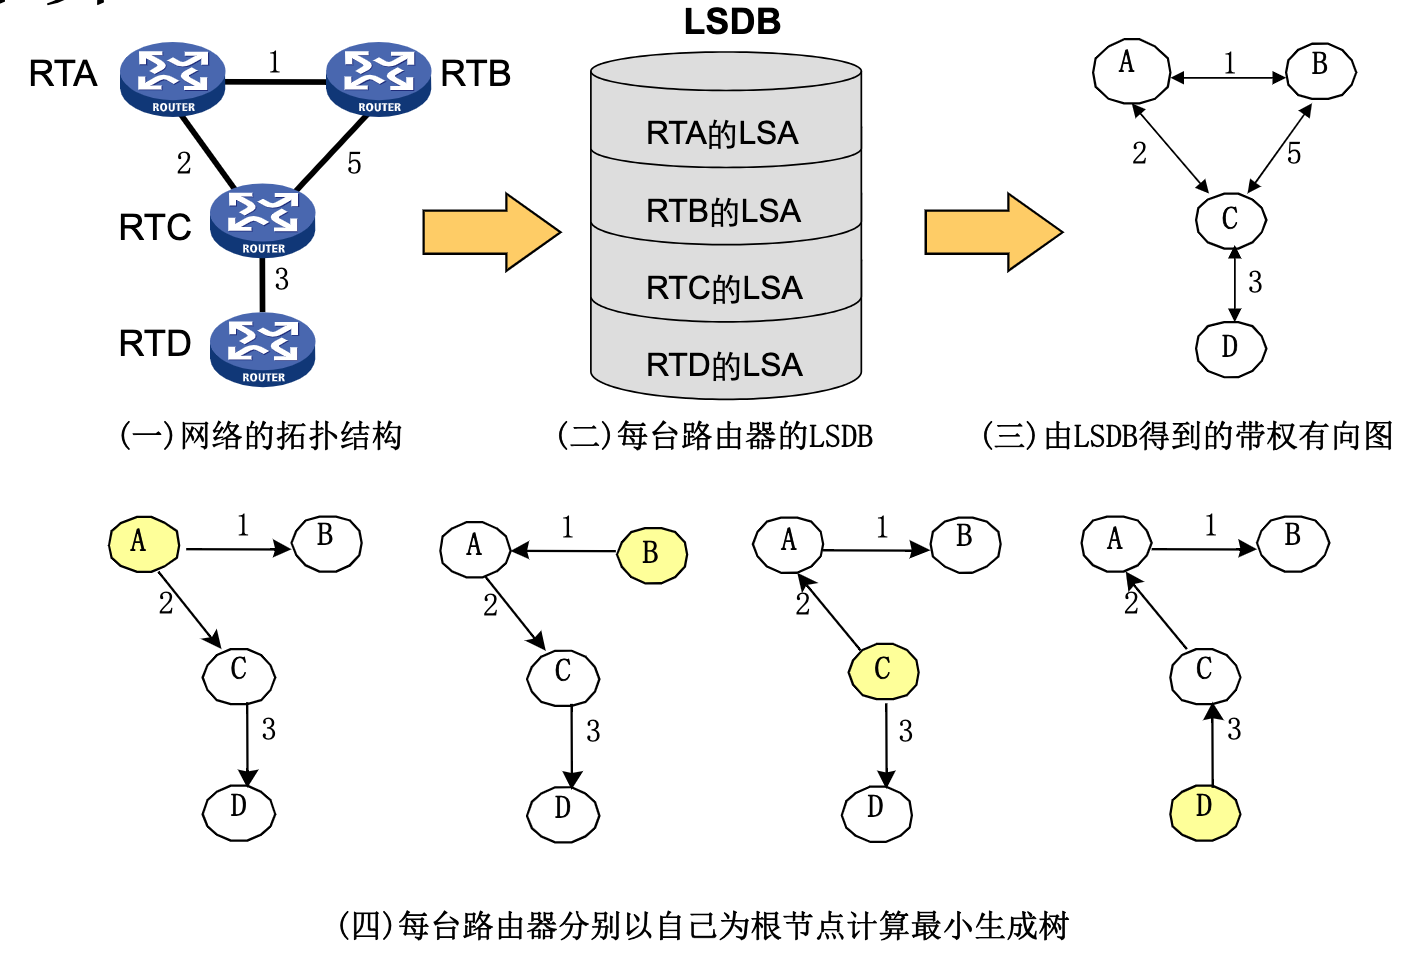 LSDB
RTA 1 RTB
ROUTER ROUTER
2 5
RTC
ROUTER
3
RTD
ROUTER
RTA的LSA
RTB的LSA
RTC的LSA
RTD的LSA
A 1 B
2 5
C
3
D
(一)网络的拓扑结构
(二)每台路由器的LSDB
(三)由LSDB得到的带权有向图
A 1 B
2
C
3
D
A 1 B
2
C
3
D
A 1 B
2
C
3
D
A 1 B
2
C
3
D
(四)每台路由器分别以自己为根节点计算最小生成树